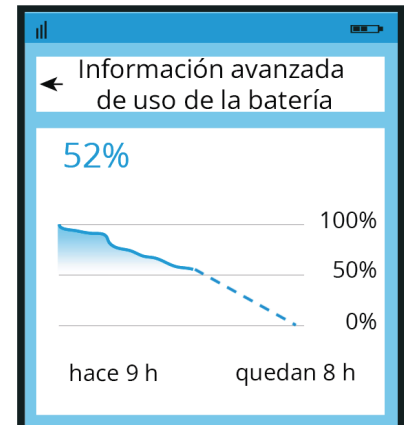 Información avanzada
de uso de la batería
52%
100%
50%
0%
hace 9 h quedan 8 h